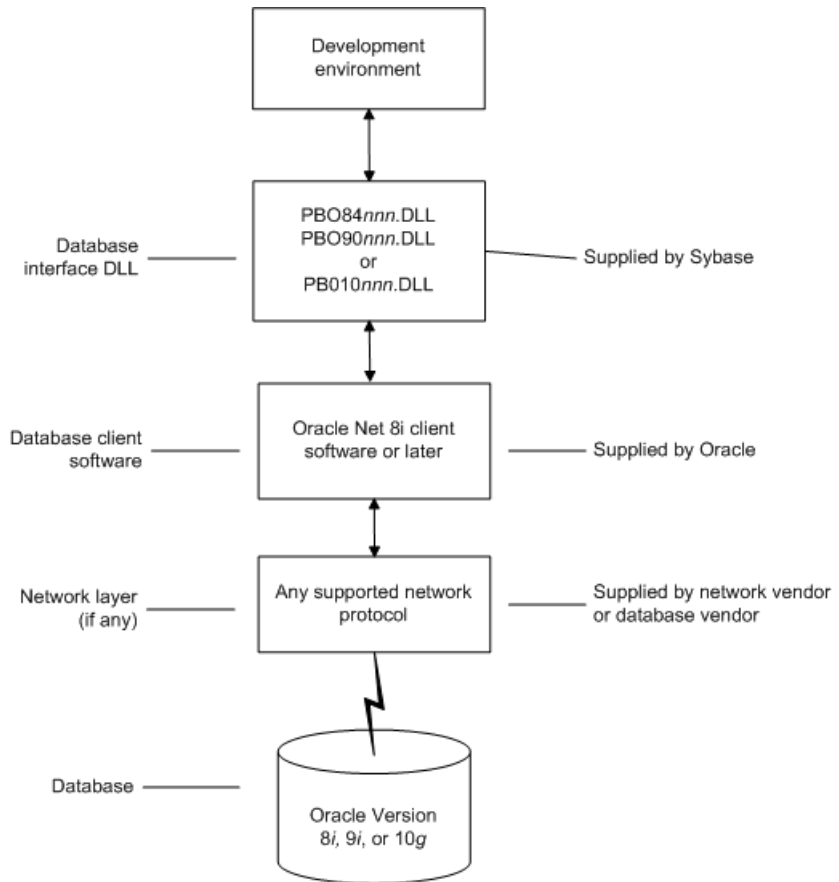 Development
environment
PBO84nnn.DLL
PBO90nnn.DLL
or
PB010nnn.DLL
Database
interface DLL
Supplied by Sybase
Oracle Net 8i client
software or later
Database client
software
Supplied by Oracle
Any supported network
protocol
Network layer
(if any)
Supplied by network vendor
or database vendor
Database
Oracle Version
8i, 9i, or 10g